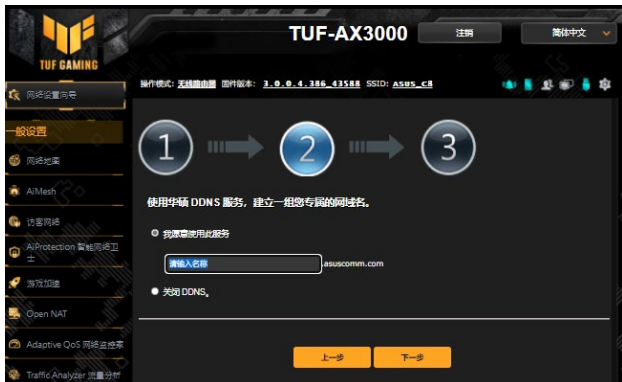 TUF GAMING
TUF-AX3000
注销
简体中文
操作模式: 无线路由器 固件版本: 3.0.0.4.386_43588 SSID: ASUS_C8
网络设置向导
一般设置
网络地图
AiMesh
访客网络
AiProtection 智能网络卫
士
游戏加速
Open NAT
Adaptive QoS 网络监控家
Traffic Analyzer 流量分析
1
2
3
使用华硕 DDNS 服务，建立一组您专属的网域名。
我愿意使用此服务
请输入名称
.asuscomm.com
关闭 DDNS。
上一步
下一步